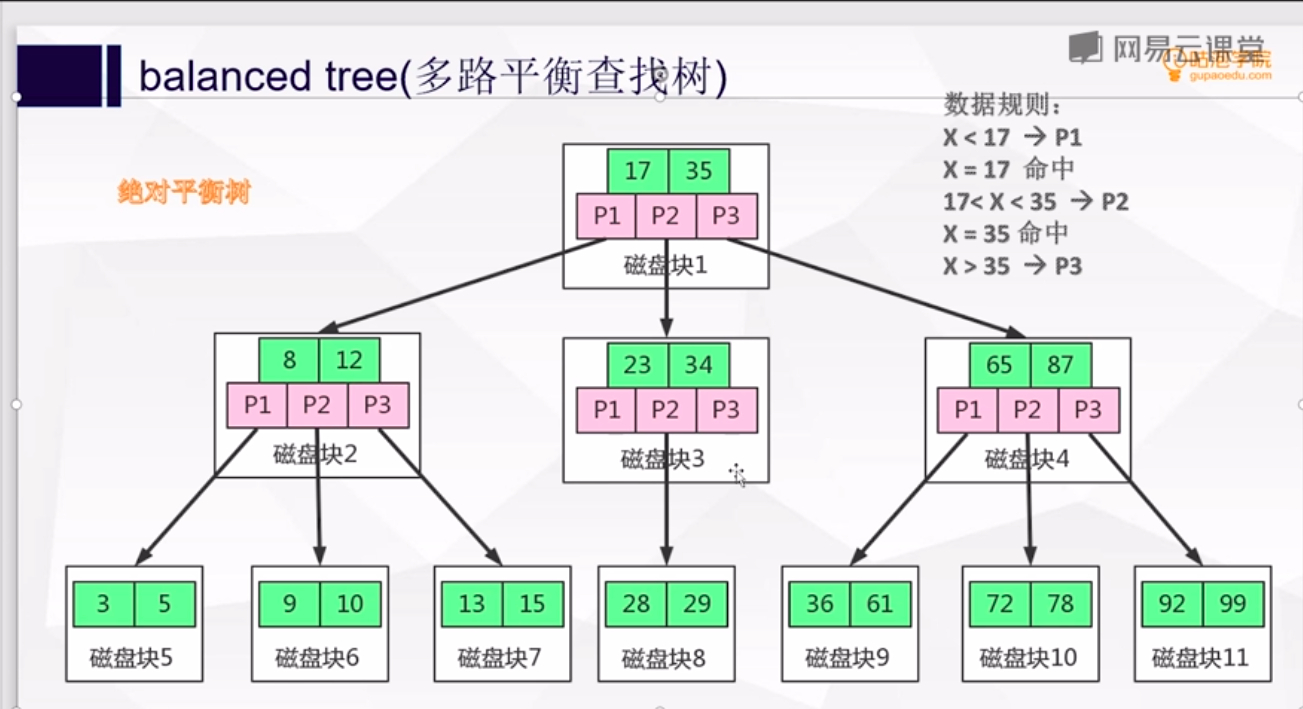 balanced tree(多路平衡查找树)
网易云课堂
咕泡学院
gupaoedu.com
绝对平衡树
数据规则：
X < 17 → P1
X = 17 命中
17< X < 35 → P2
X = 35 命中
X > 35 → P3
17 35
P1 P2 P3
磁盘块1
8 12
P1 P2 P3
磁盘块2
23 34
P1 P2 P3
磁盘块3
65 87
P1 P2 P3
磁盘块4
3 5
磁盘块5
9 10
磁盘块6
13 15
磁盘块7
28 29
磁盘块8
36 61
磁盘块9
72 78
磁盘块10
92 99
磁盘块11